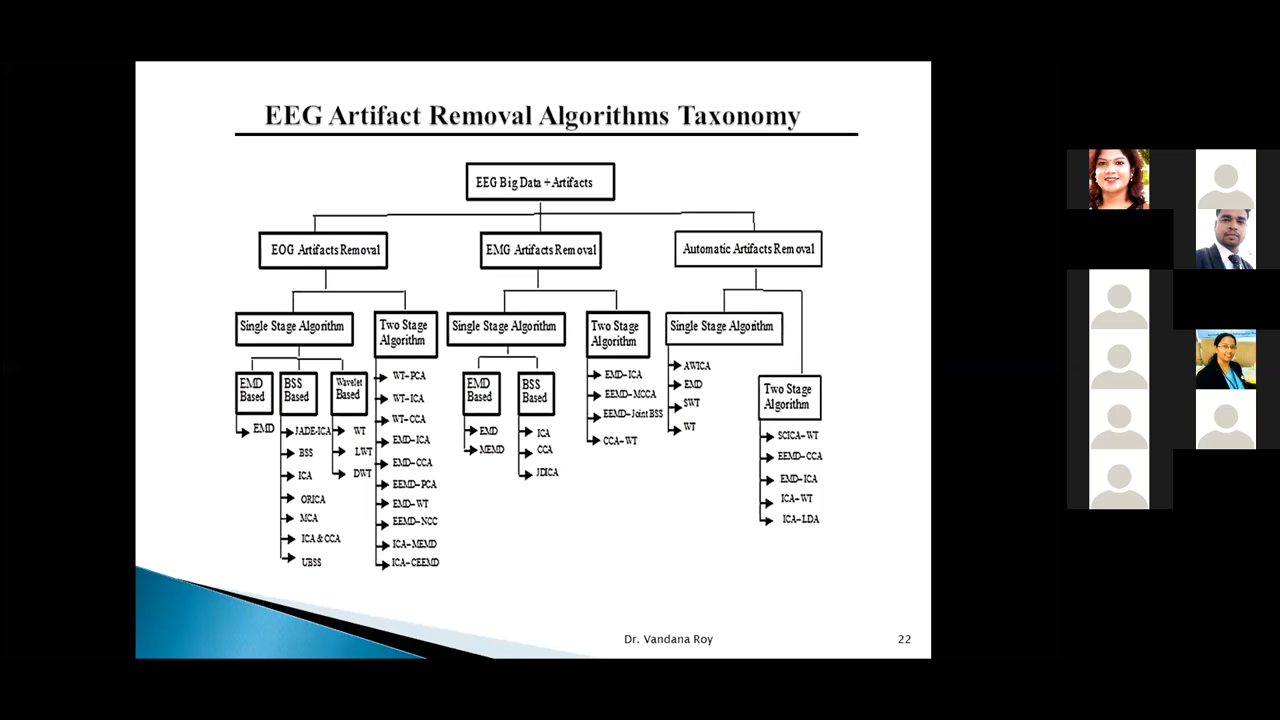 EEG Artifact Removal Algorithms Taxonomy
EEG Big Data + Artifacts
EOG Artifacts Removal
EMG Artifacts Removal
Automatic Artifacts Removal
Single Stage Algorithm
Two Stage
Algorithm
Single Stage Algorithm
Two Stage
Algorithm
Single Stage Algorithm
EMD
Based
BSS
Based
Wavelet
Based
EMD
JADE-ICA
BSS
ICA
ORICA
MCA
ICA & CCA
UBSS
WT
LWT
DWT
WT-PCA
WT-ICA
WT-CCA
EMD-ICA
EMD-CCA
EEMD-PCA
EMD-WT
EEMD-NCC
ICA-MEMD
ICA-CEEMD
EMD
Based
BSS
Based
EMD
MEMD
ICA
CCA
JDICA
EMD-ICA
EEMD-MCCA
EEMD-Joint BSS
CCA-WT
AWICA
EMD
SWT
WT
Two Stage
Algorithm
SCICA-WT
EEMD-CCA
EMD-ICA
ICA-WT
ICA-LDA
Dr. Vandana Roy
22